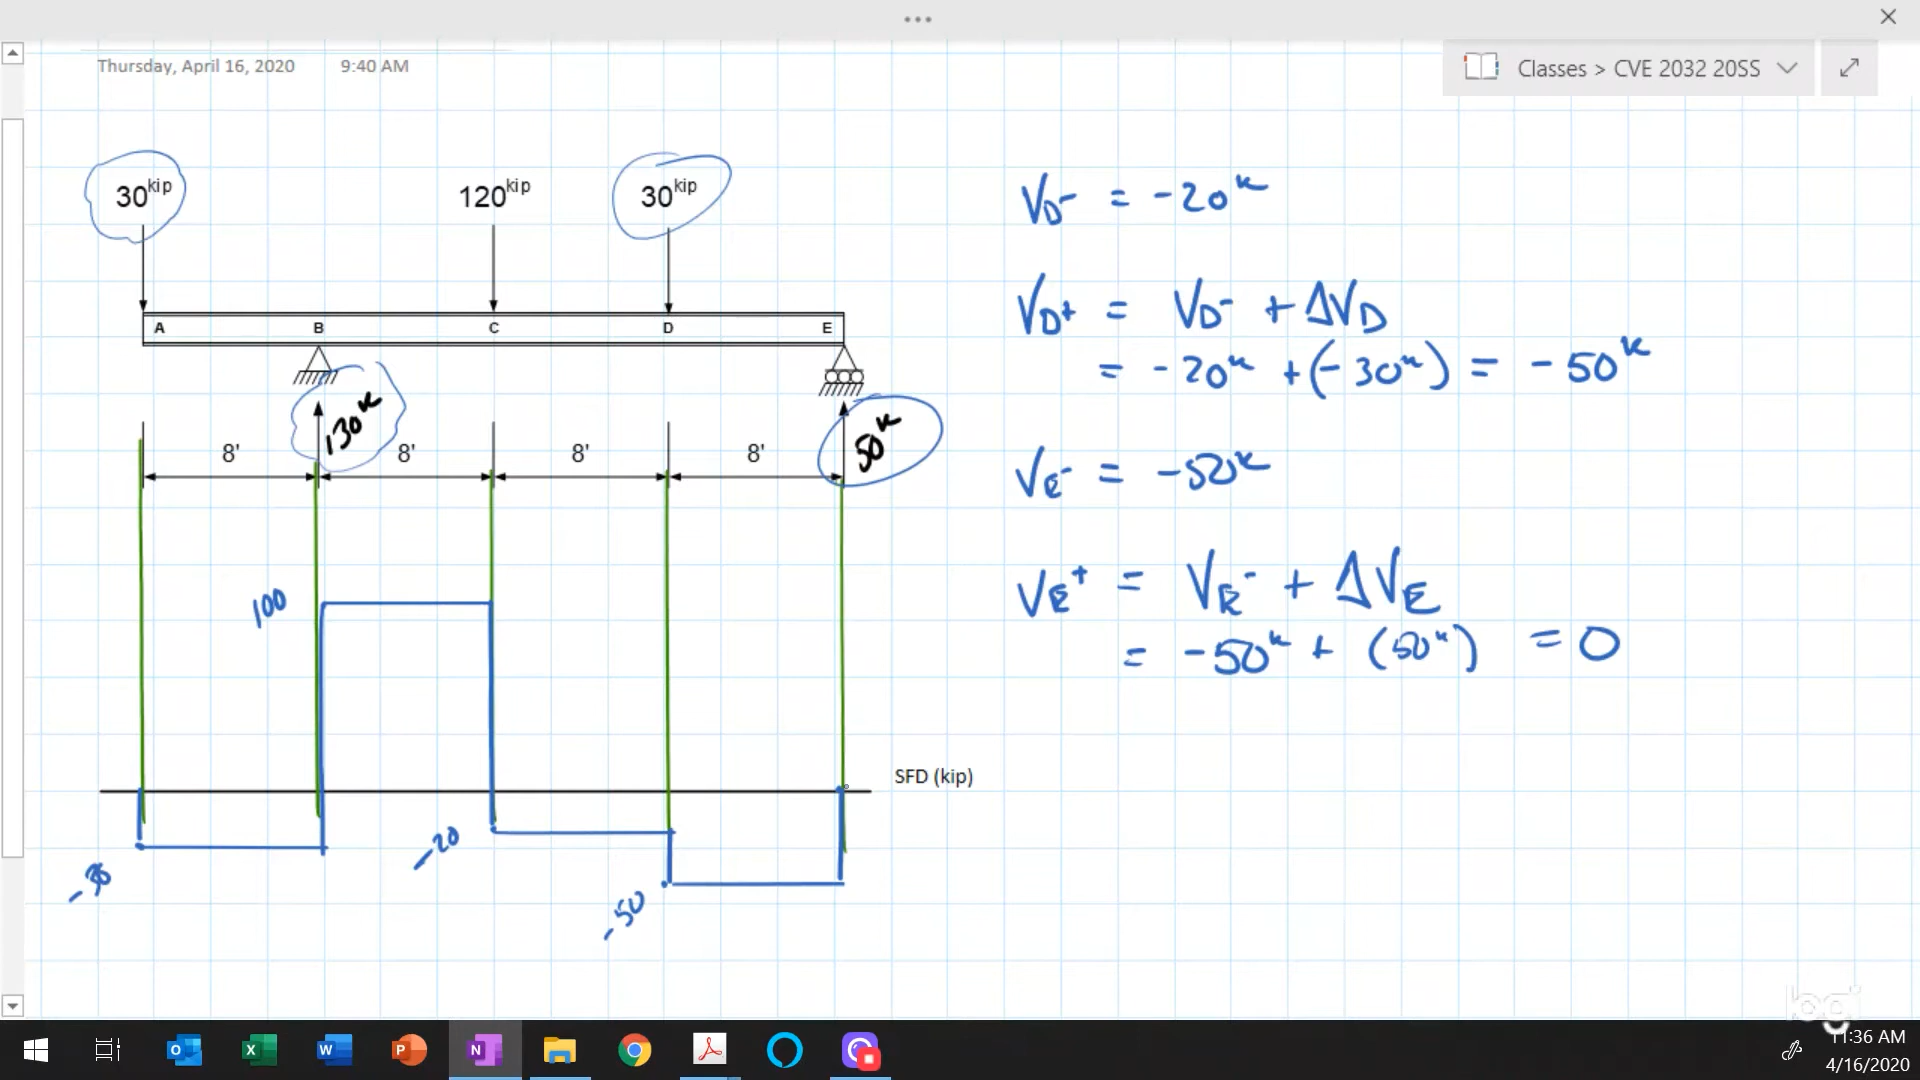 Thursday, April 16, 2020 9:40 AM
Classes > CVE 2032 20SS
30kip 120kip 30kip
A B C D E
130k 50k
8' 8' 8' 8'
100
SFD (kip)
-30
-20
-50
VD- = -20k
VD+ = VD- + ΔVD
= -20k + (-30k) = -50k
VE- = -50k
VE+ = VE- + ΔVE
= -50k + (50k) = 0
logi
11:36 AM
4/16/2020